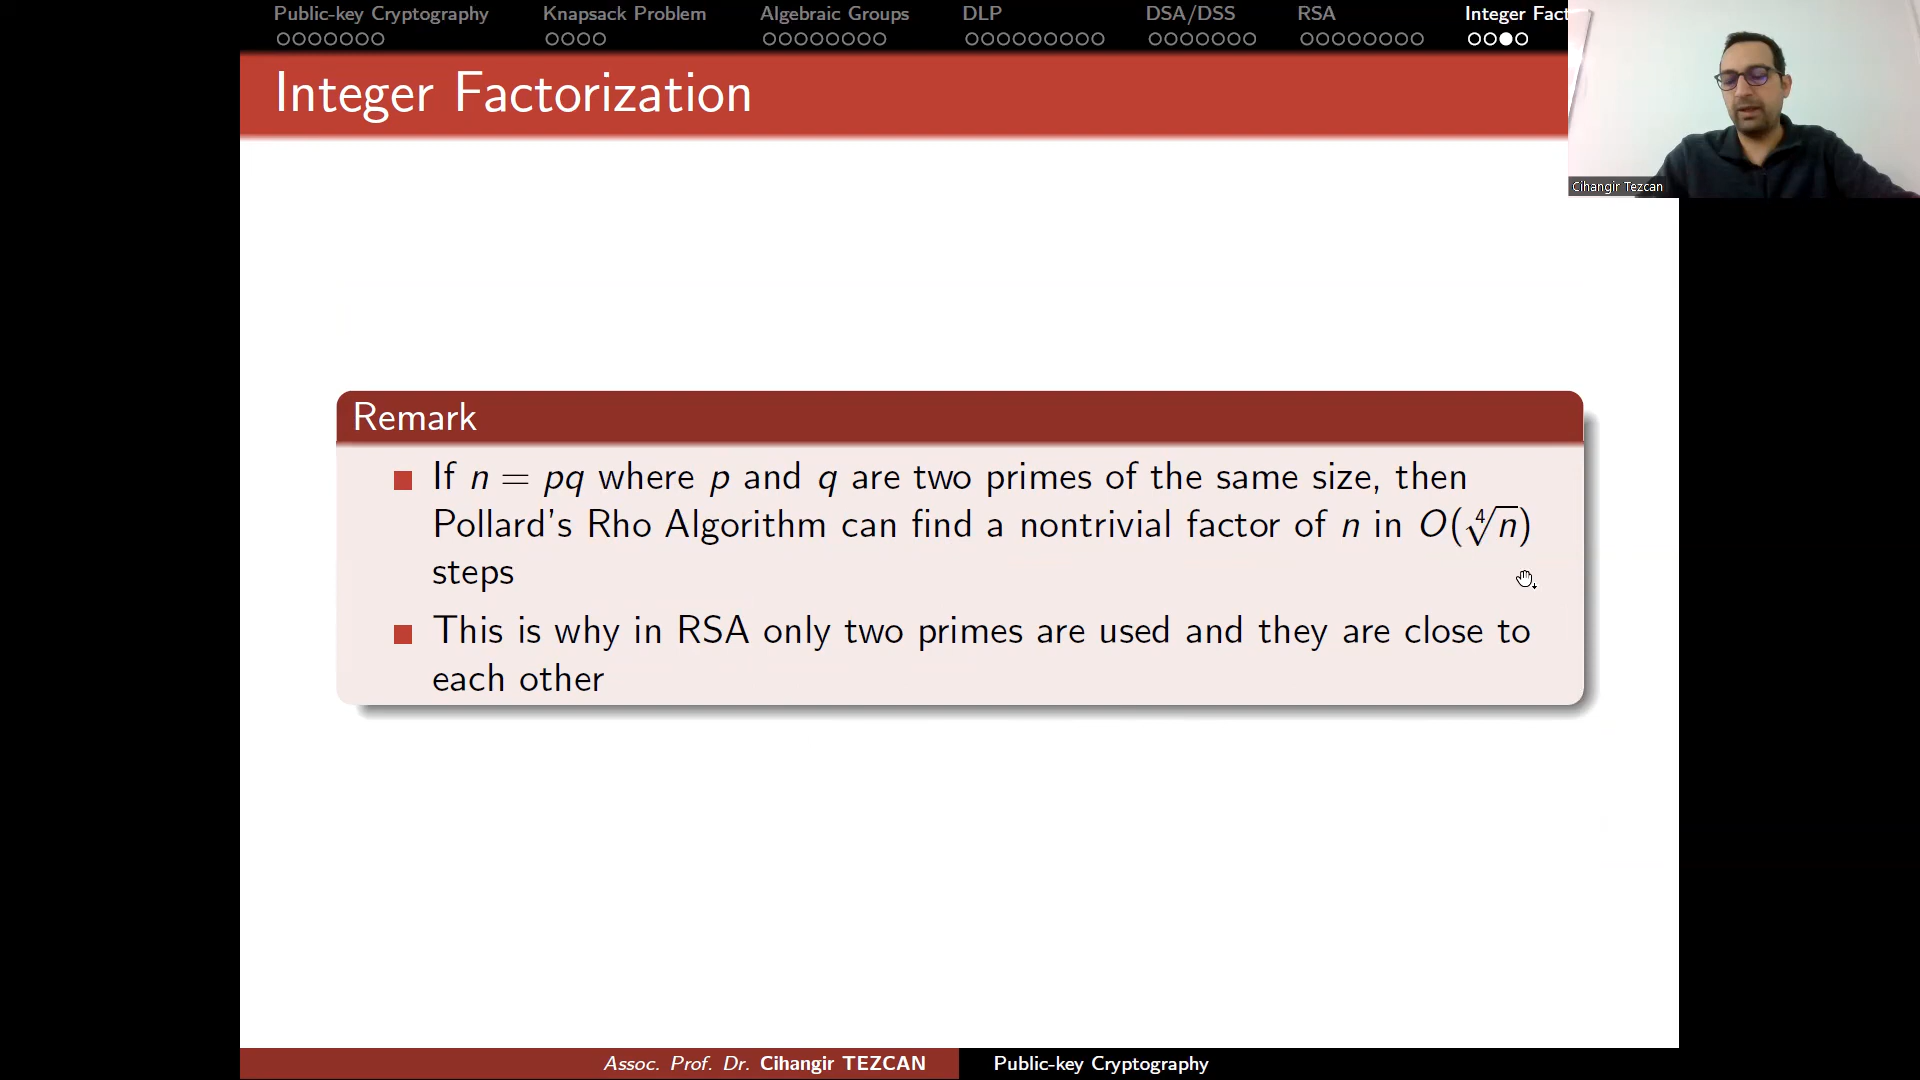 Public-key Cryptography Knapsack Problem Algebraic Groups DLP DSA/DSS RSA Integer Fact
Integer Factorization
Cihangir Tezcan
Remark
If n = pq where p and q are two primes of the same size, then
Pollard's Rho Algorithm can find a nontrivial factor of n in O(∜n)
steps
This is why in RSA only two primes are used and they are close to
each other
Assoc. Prof. Dr. Cihangir TEZCAN Public-key Cryptography